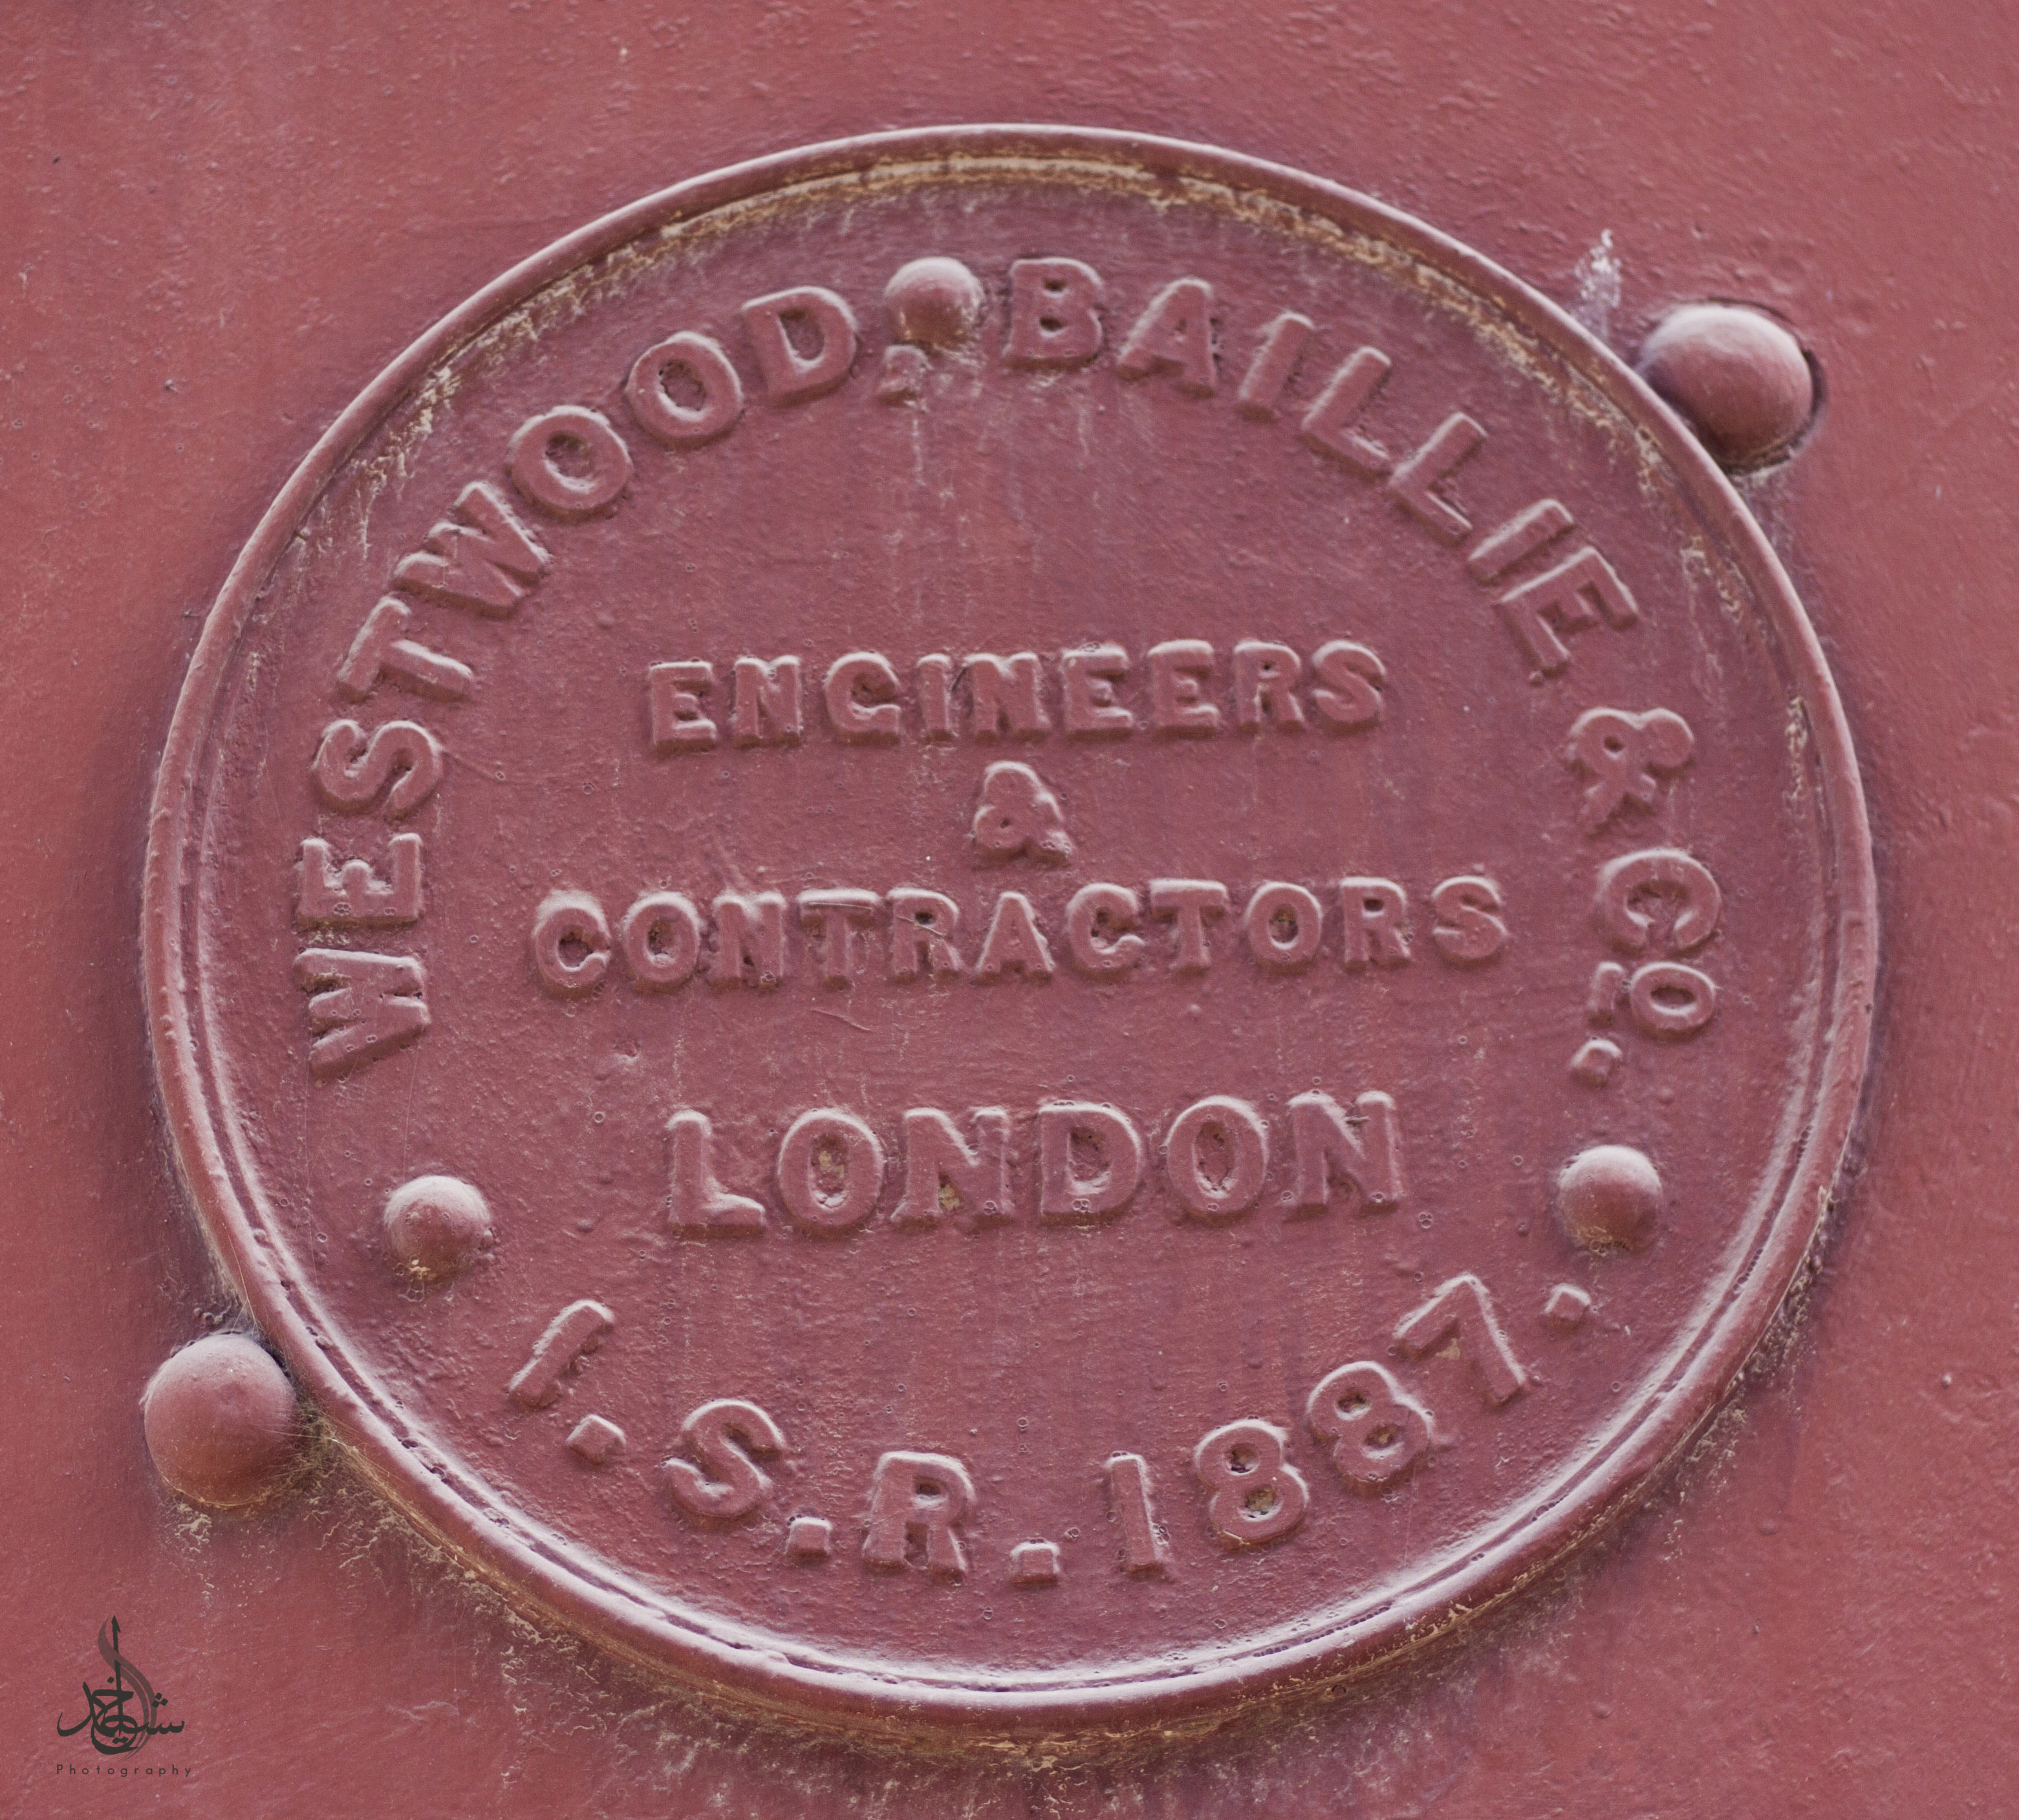 WESTWOOD, BAILLIE & Co.
ENGINEERS
&
CONTRACTORS
LONDON
I.S.R.1887.
Photography